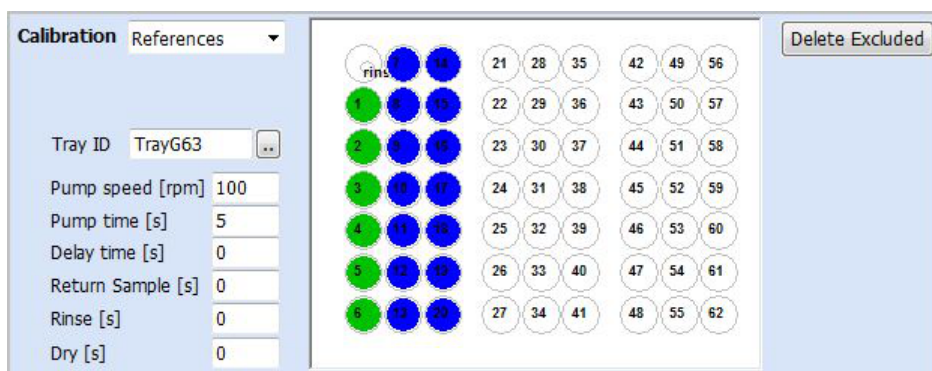 Calibration References Delete Excluded
Tray ID TrayG63 ..
Pump speed [rpm] 100
Pump time [s] 5
Delay time [s] 0
Return Sample [s] 0
Rinse [s] 0
Dry [s] 0
7 14 21 28 35 42 49 56
1 8 15 22 29 36 43 50 57
2 9 16 23 30 37 44 51 58
3 10 17 24 31 38 45 52 59
4 11 18 25 32 39 46 53 60
5 12 19 26 33 40 47 54 61
6 13 20 27 34 41 48 55 62